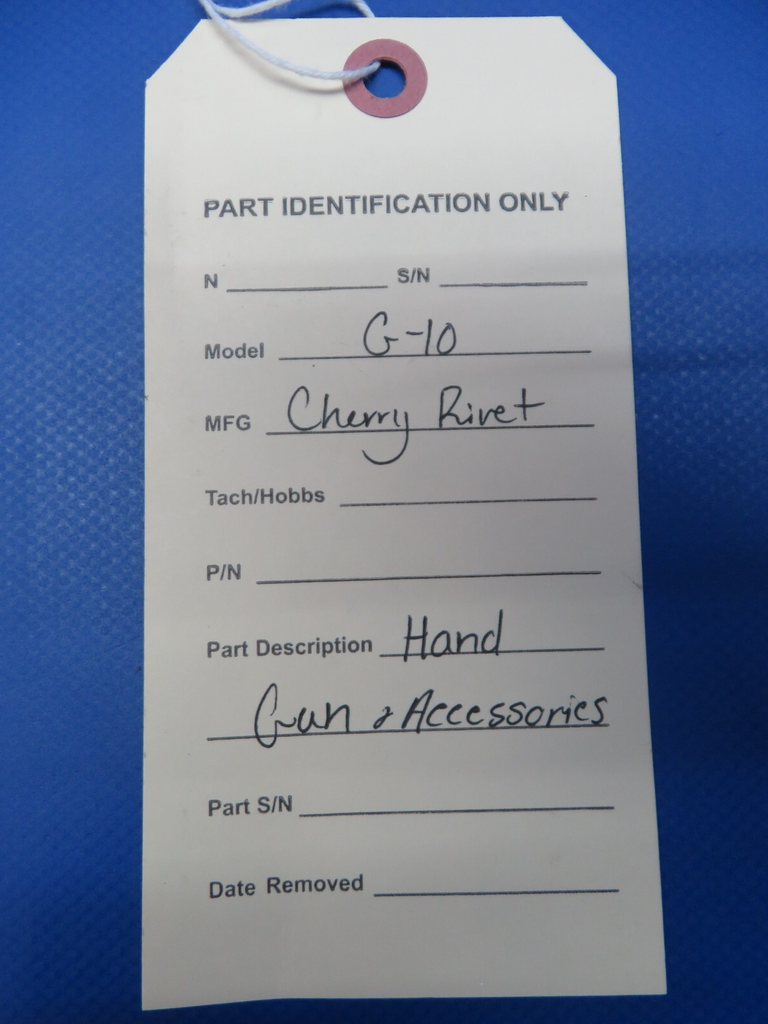 PART IDENTIFICATION ONLY
N S/N
Model G-10
MFG Cherry Rivet
Tach/Hobbs
P/N
Part Description Hand
Gun & Accessories
Part S/N
Date Removed